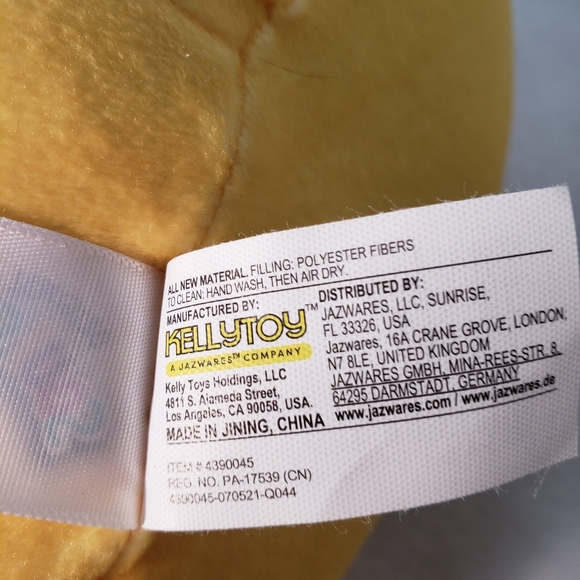 ALL NEW MATERIAL. FILLING: POLYESTER FIBERS
TO CLEAN: HAND WASH, THEN AIR DRY.
MANUFACTURED BY:
KELLYTOY™
A JAZWARES™ COMPANY
Kelly Toys Holdings, LLC
4811 S. Alameda Street,
Los Angeles, CA 90058, USA.
MADE IN JINING, CHINA
DISTRIBUTED BY:
JAZWARES, LLC, SUNRISE,
FL 33326, USA
Jazwares, 16A CRANE GROVE, LONDON,
N7 8LE, UNITED KINGDOM
JAZWARES GMBH, MINA-REES-STR. 8,
64295 DARMSTADT, GERMANY
www.jazwares.com / www.jazwares.de
ITEM # 4390045
REG. NO. PA-17539 (CN)
4390045-070521-Q044